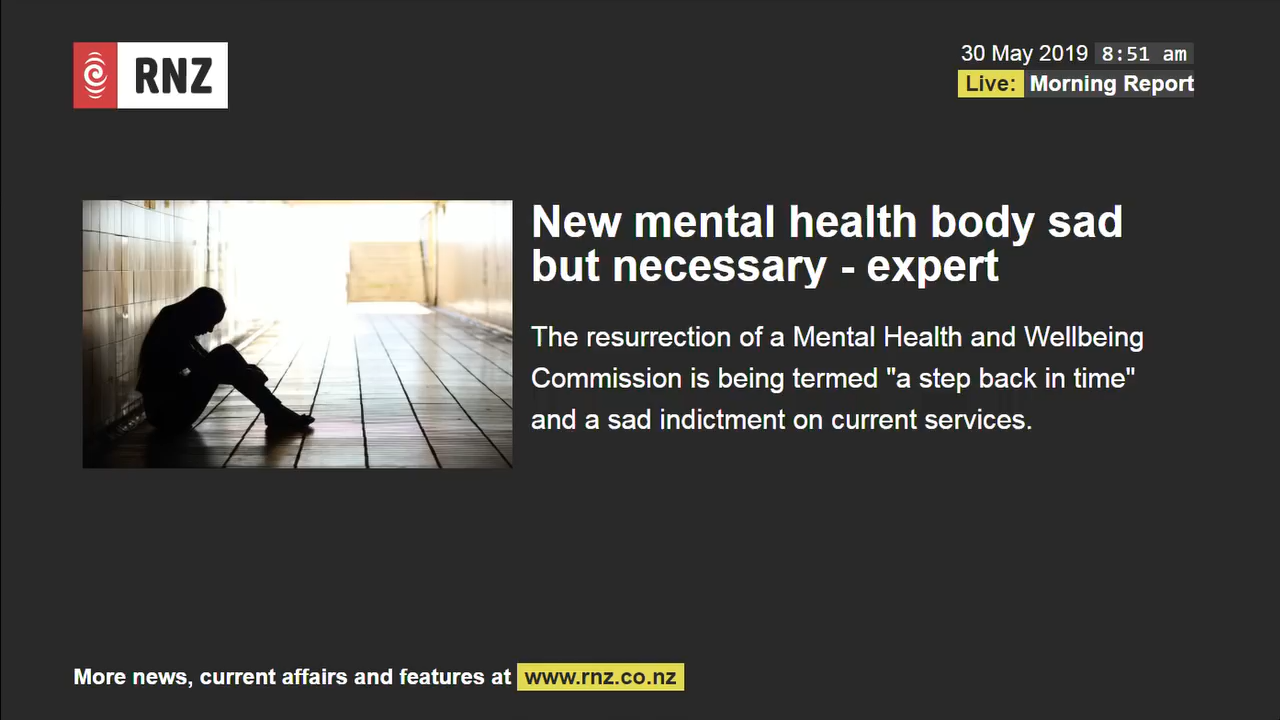 RNZ
30 May 2019 8:51 am
Live: Morning Report
New mental health body sad
but necessary - expert
The resurrection of a Mental Health and Wellbeing
Commission is being termed "a step back in time"
and a sad indictment on current services.
More news, current affairs and features at www.rnz.co.nz